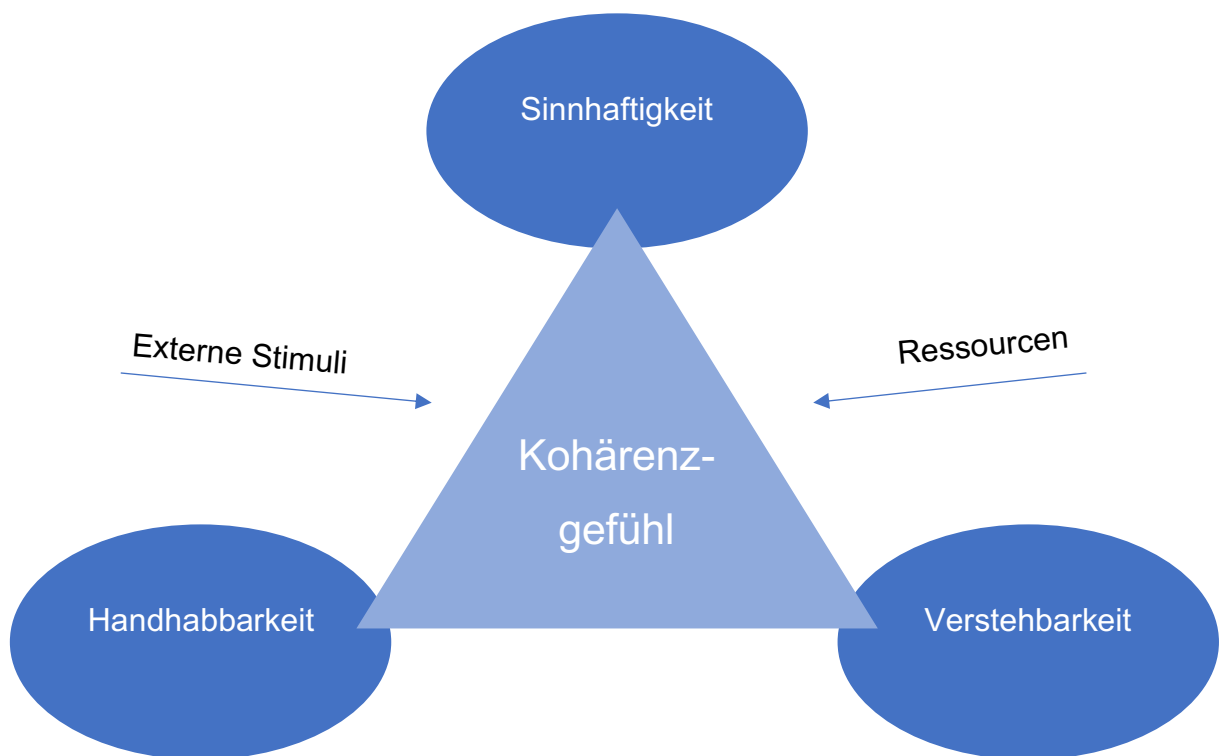 Sinnhaftigkeit
Externe Stimuli
Ressourcen
Kohärenz-
gefühl
Handhabbarkeit
Verstehbarkeit